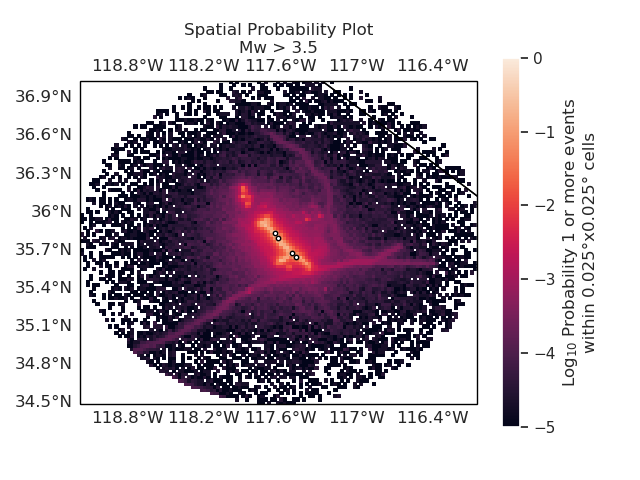 Spatial Probability Plot
Mw > 3.5
118.8°W 118.2°W 117.6°W 117°W 116.4°W
36.9°N
36.6°N
36.3°N
36°N
35.7°N
35.4°N
35.1°N
34.8°N
34.5°N
118.8°W 118.2°W 117.6°W 117°W 116.4°W
0
−1
−2
−3
−4
−5
Log₁₀ Probability 1 or more events
within 0.025°x0.025° cells